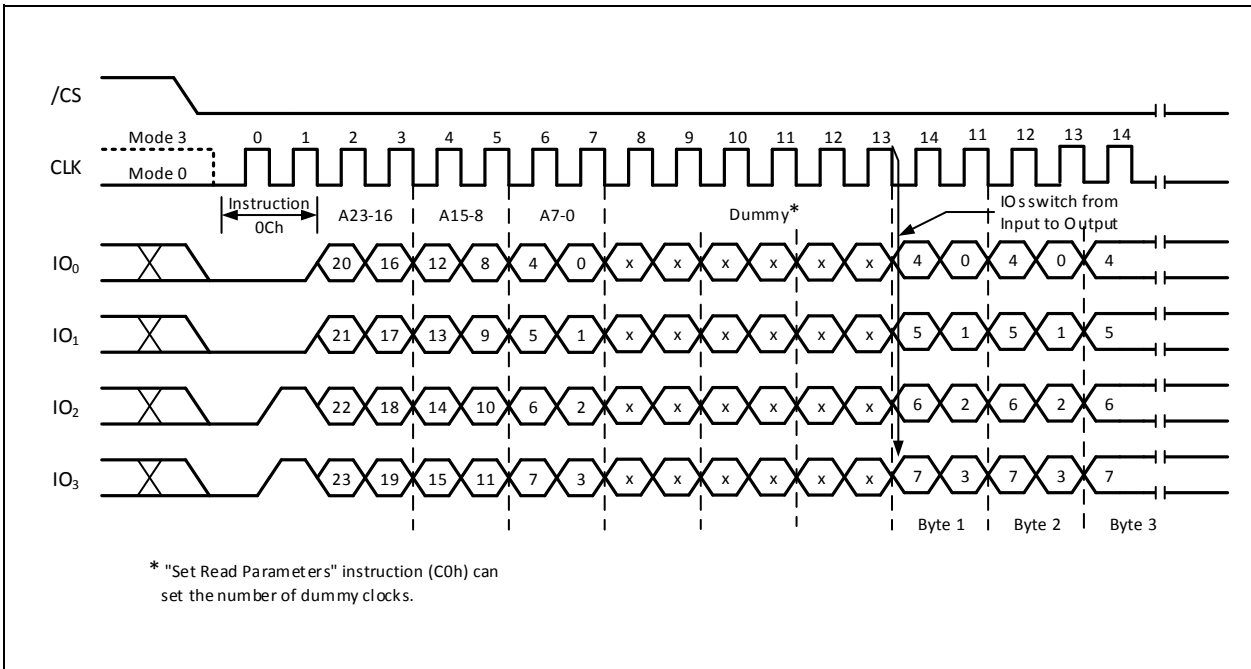 /CS
Mode 3
0 1 2 3 4 5 6 7 8 9 10 11 12 13 14 11 12 13 14
CLK
Mode 0
Instruction
0Ch
A23-16 A15-8 A7-0 Dummy*
IOs switch from
Input to Output
IO0 20 16 12 8 4 0 x x x x x x 4 0 4 0 4
IO1 21 17 13 9 5 1 x x x x x x 5 1 5 1 5
IO2 22 18 14 10 6 2 x x x x x x 6 2 6 2 6
IO3 23 19 15 11 7 3 x x x x x x 7 3 7 3 7
Byte 1 Byte 2 Byte 3
* "Set Read Parameters" instruction (C0h) can
set the number of dummy clocks.